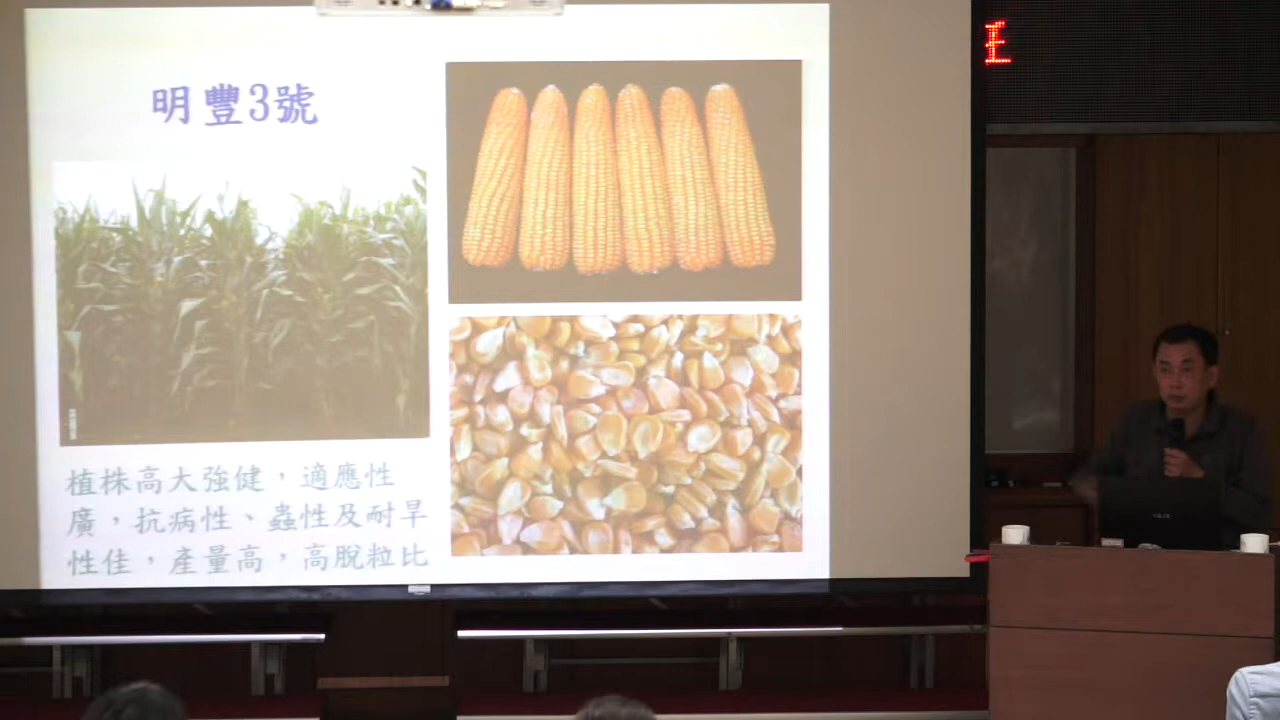 明豐3號
植株高大強健，適應性
廣，抗病性、蟲性及耐旱
性佳，產量高，高脫粒比